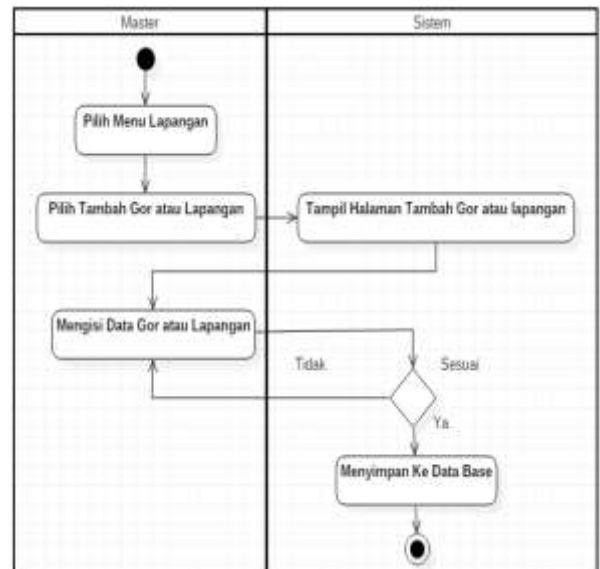 Master
Sistem
Pilih Menu Lapangan
Pilih Tambah Gor atau Lapangan
Tampil Halaman Tambah Gor atau lapangan
Mengisi Data Gor atau Lapangan
Tidak
Sesuai
Ya
Menyimpan Ke Data Base